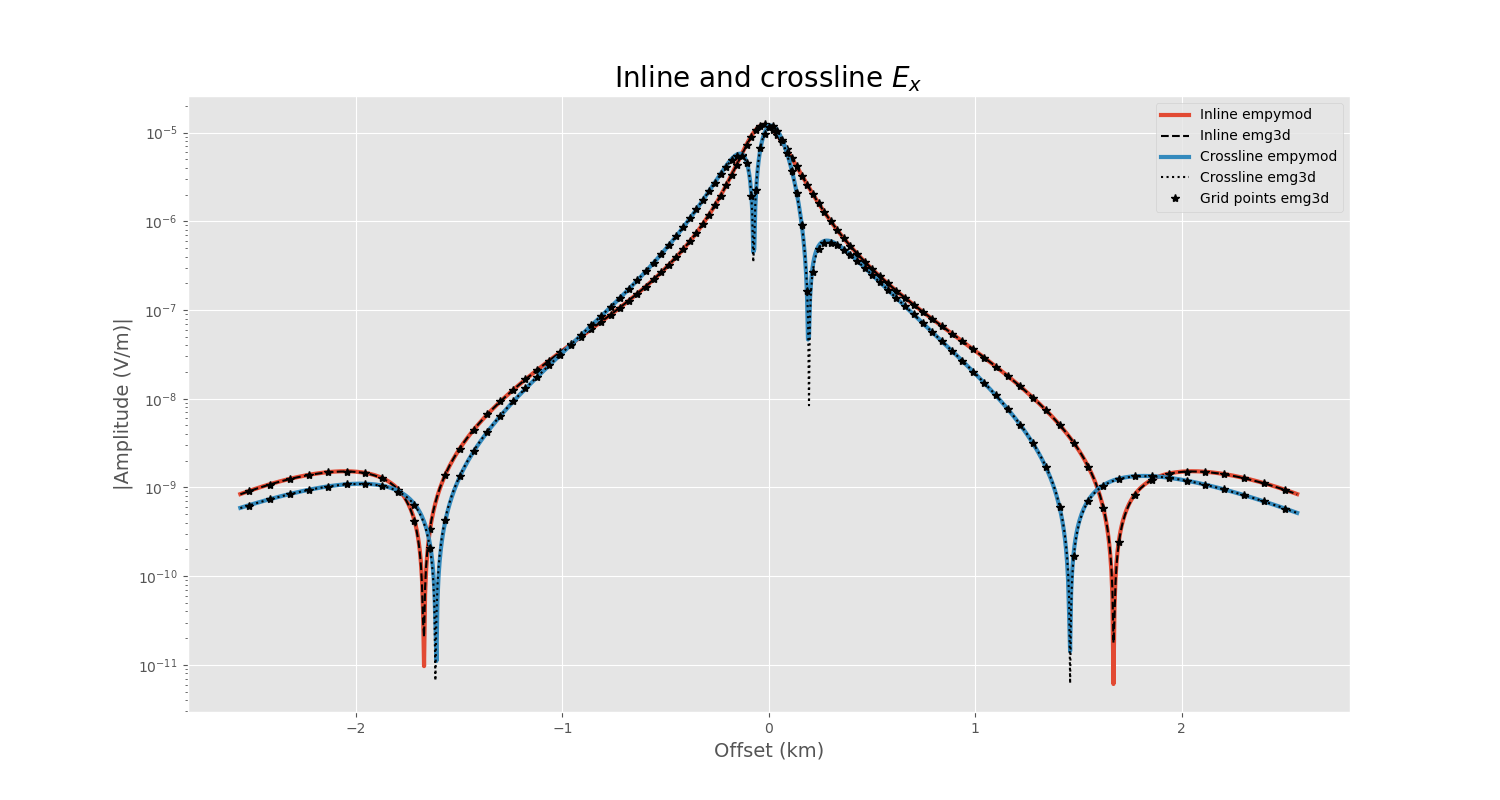 Inline and crossline $E_x$
|Amplitude (V/m)|
10⁻⁵
10⁻⁶
10⁻⁷
10⁻⁸
10⁻⁹
10⁻¹⁰
10⁻¹¹
Inline empymod
Inline emg3d
Crossline empymod
Crossline emg3d
Grid points emg3d
−2 −1 0 1 2
Offset (km)